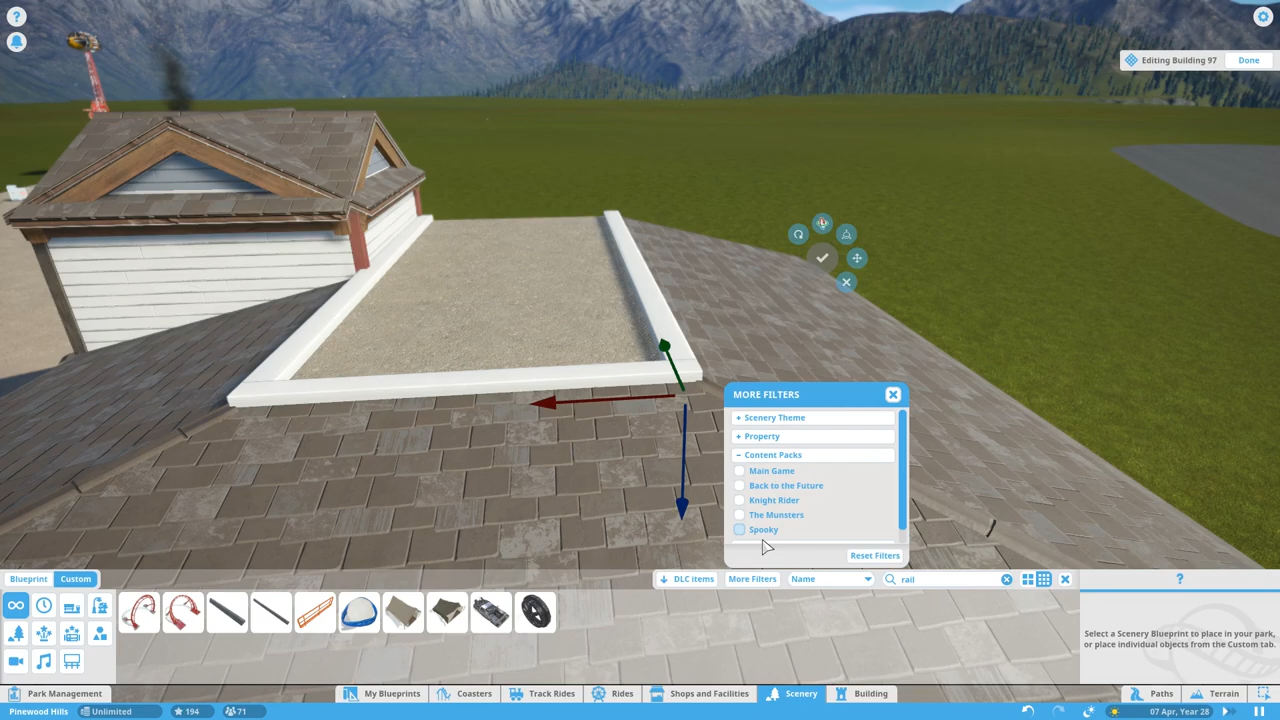 Editing Building 97 Done
MORE FILTERS
+ Scenery Theme
+ Property
− Content Packs
Main Game
Back to the Future
Knight Rider
The Munsters
Spooky
Reset Filters
Blueprint Custom
DLC items More Filters Name rail
?
Select a Scenery Blueprint to place in your park,
or place individual objects from the Custom tab.
Park Management My Blueprints Coasters Track Rides Rides Shops and Facilities Scenery Building Paths Terrain
Pinewood Hills Unlimited 194 71 07 Apr, Year 28